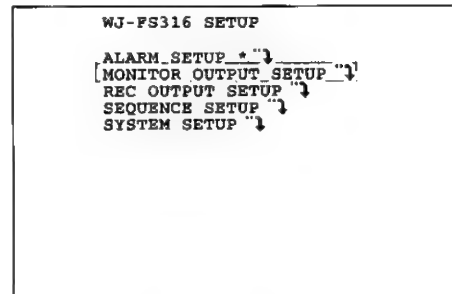 WJ-FS316 SETUP
ALARM SETUP *
MONITOR OUTPUT SETUP
REC OUTPUT SETUP
SEQUENCE SETUP
SYSTEM SETUP